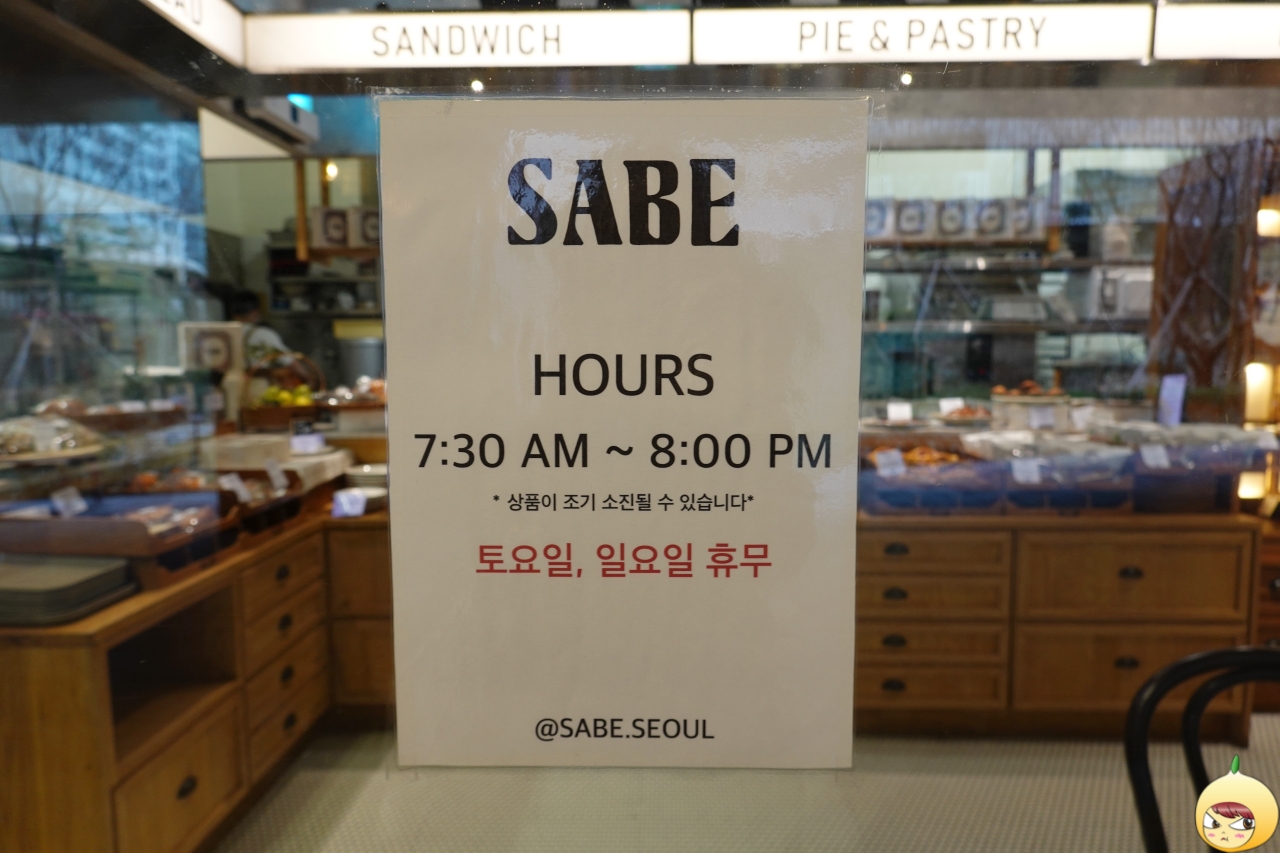 SANDWICH
PIE & PASTRY
SABE
HOURS
7:30 AM ~ 8:00 PM
* 상품이 조기 소진될 수 있습니다*
토요일, 일요일 휴무
@SABE.SEOUL